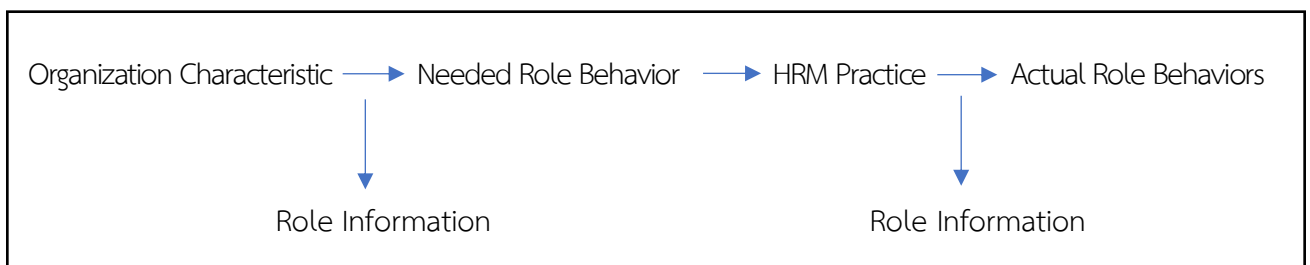 Organization Characteristic Needed Role Behavior HRM Practice Actual Role Behaviors
Role Information Role Information